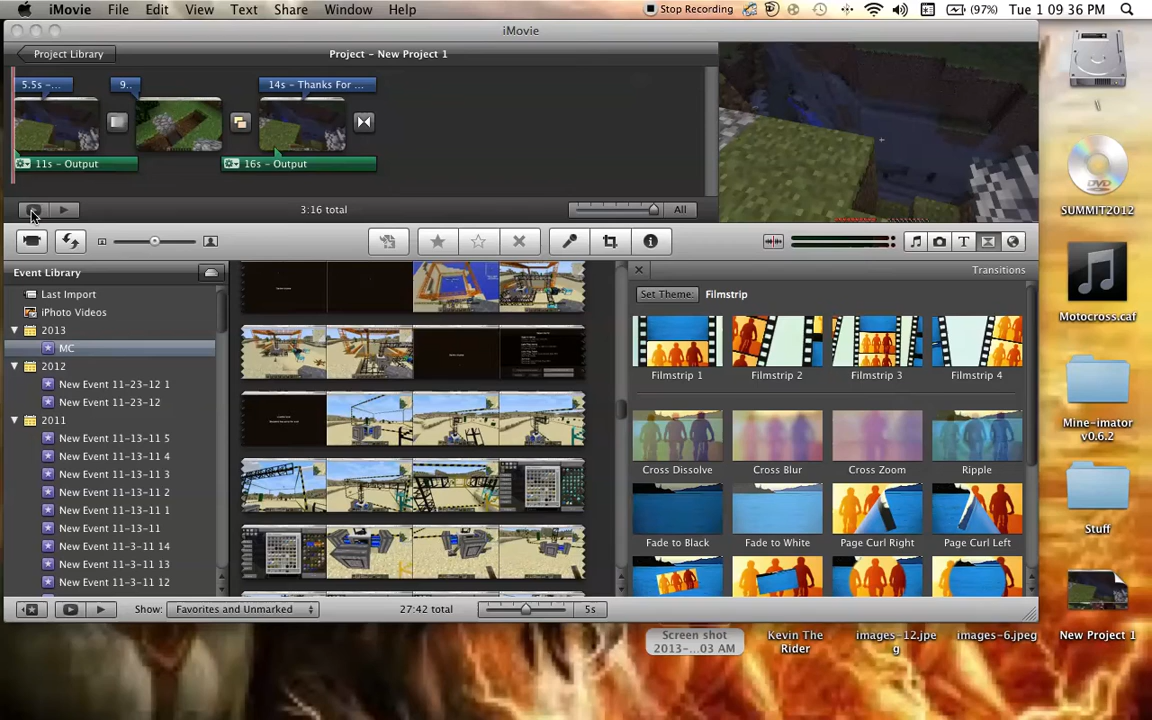 iMovie File Edit View Text Share Window Help Stop Recording (97%) Tue 1 09 36 PM
iMovie
Project Library
Project - New Project 1
5.5s -...
9..
14s - Thanks For ...
11s - Output
16s - Output
3:16 total
All
Event Library
Last Import
iPhoto Videos
2013
MC
2012
New Event 11-23-12 1
New Event 11-23-12
2011
New Event 11-13-11 5
New Event 11-13-11 4
New Event 11-13-11 3
New Event 11-13-11 2
New Event 11-13-11 1
New Event 11-13-11
New Event 11-3-11 14
New Event 11-3-11 13
New Event 11-3-11 12
Show: Favorites and Unmarked
27:42 total
5s
Transitions
Set Theme: Filmstrip
Filmstrip 1
Filmstrip 2
Filmstrip 3
Filmstrip 4
Cross Dissolve
Cross Blur
Cross Zoom
Ripple
Fade to Black
Fade to White
Page Curl Right
Page Curl Left
DVD
SUMMIT2012
Motocross.caf
Mine-imator
v0.6.2
Stuff
New Project 1
Screen shot
2013-...03 AM
Kevin The
Rider
images-12.jpe
g
images-6.jpeg